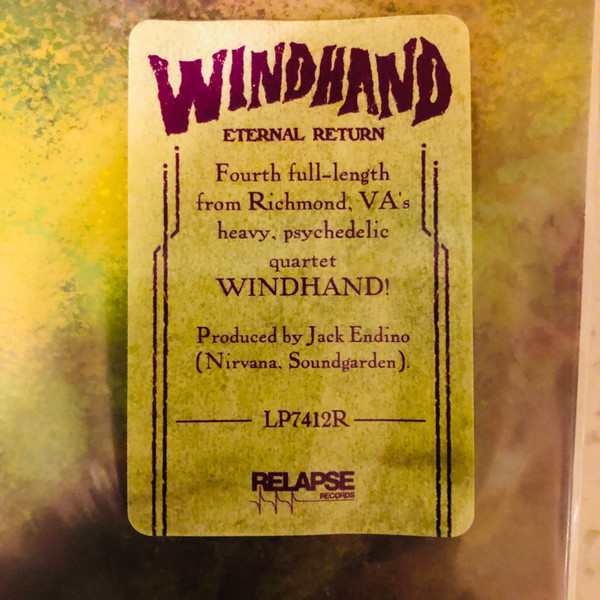 WINDHAND
ETERNAL RETURN
Fourth full-length
from Richmond, VA's
heavy, psychedelic
quartet
WINDHAND!
Produced by Jack Endino
(Nirvana, Soundgarden).
LP7412R
RELAPSE
RECORDS